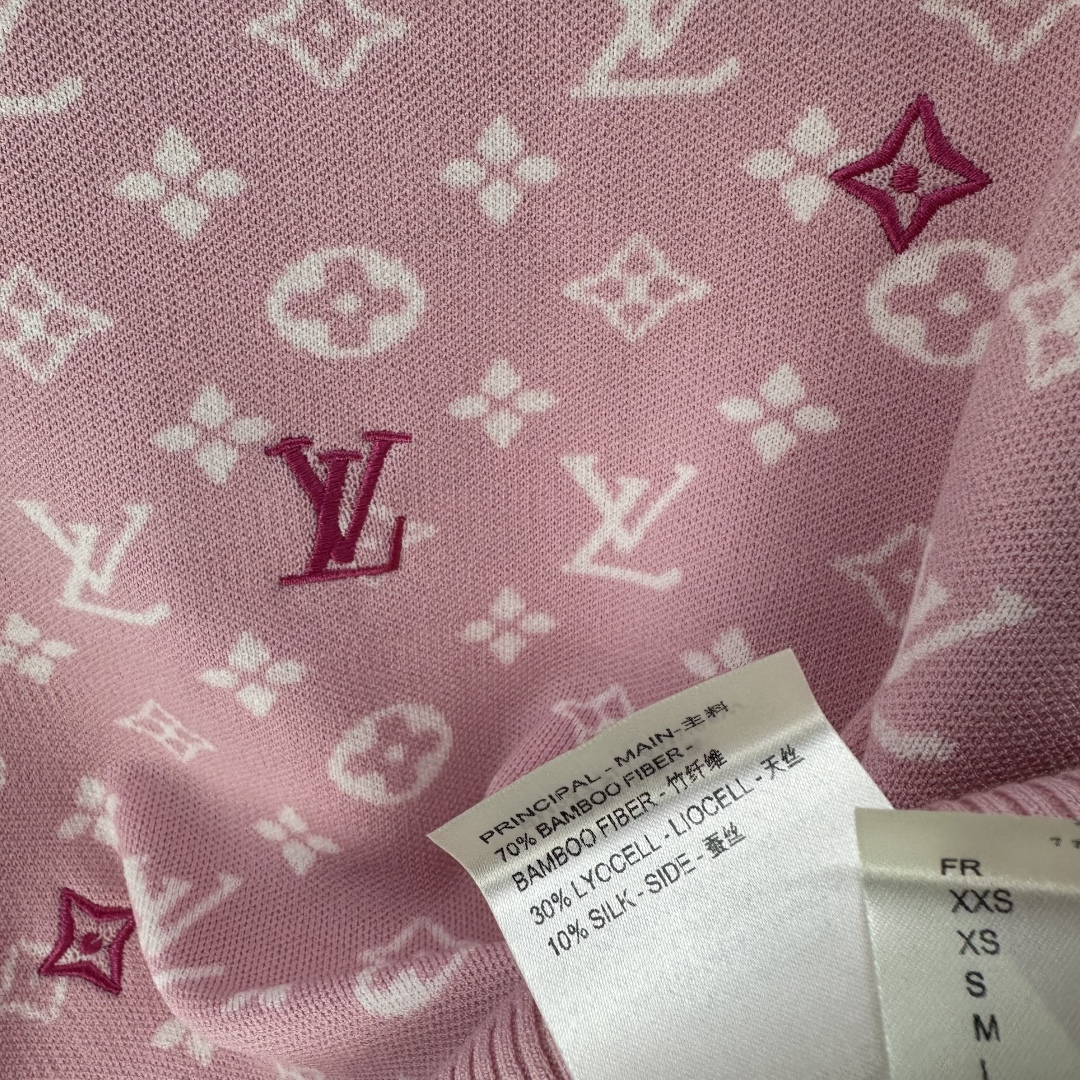 LV
PRINCIPAL - MAIN-主料
70% BAMBOO FIBER -
BAMBOO FIBER - 竹纤维
30% LYOCELL - LIOCELL - 天丝
10% SILK - SIDE - 蚕丝
FR
XXS
XS
S
M